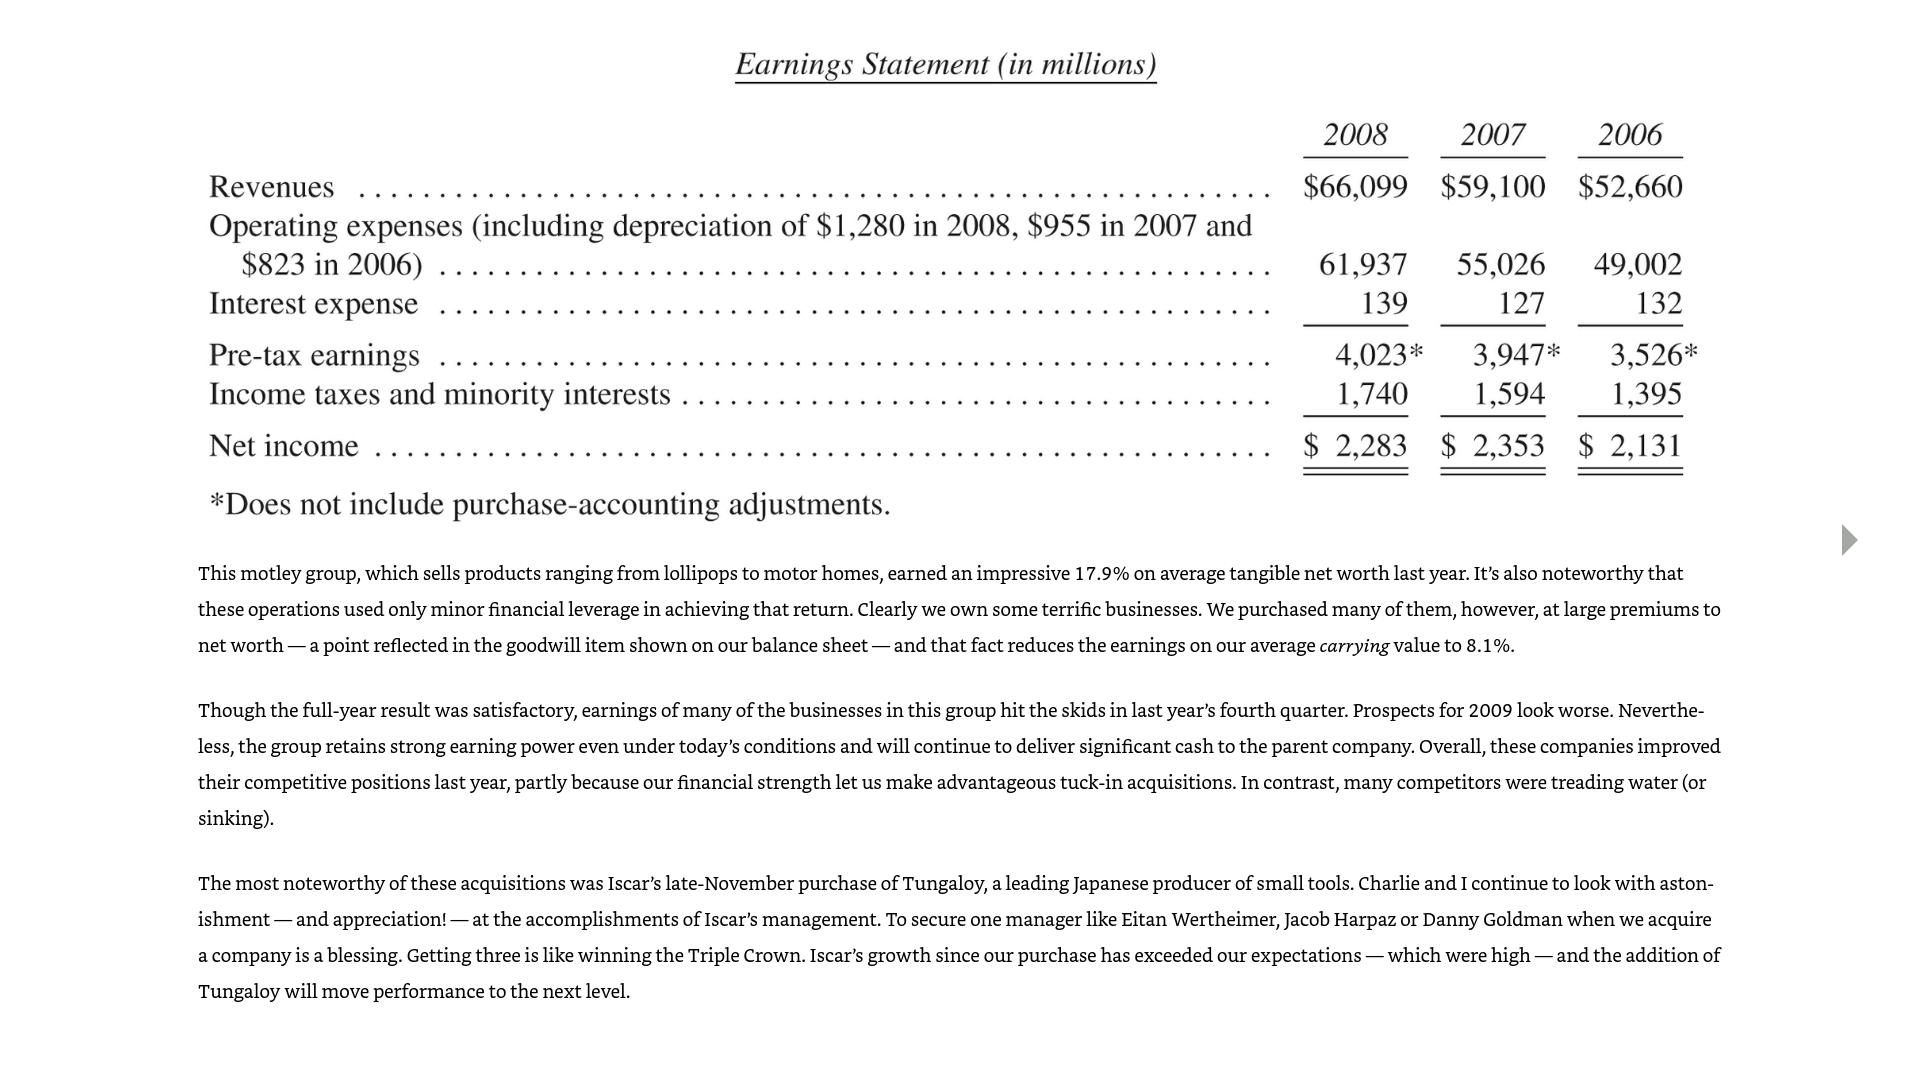 Earnings Statement (in millions)
2008 2007 2006
Revenues ........................................................ $66,099 $59,100 $52,660
Operating expenses (including depreciation of $1,280 in 2008, $955 in 2007 and
$823 in 2006) .................................................... 61,937 55,026 49,002
Interest expense .................................................... 139 127 132
Pre-tax earnings .................................................... 4,023* 3,947* 3,526*
Income taxes and minority interests ..................................... 1,740 1,594 1,395
Net income ........................................................ $ 2,283 $ 2,353 $ 2,131
*Does not include purchase-accounting adjustments.
This motley group, which sells products ranging from lollipops to motor homes, earned an impressive 17.9% on average tangible net worth last year. It’s also noteworthy that
these operations used only minor financial leverage in achieving that return. Clearly we own some terrific businesses. We purchased many of them, however, at large premiums to
net worth — a point reflected in the goodwill item shown on our balance sheet — and that fact reduces the earnings on our average carrying value to 8.1%.
Though the full-year result was satisfactory, earnings of many of the businesses in this group hit the skids in last year’s fourth quarter. Prospects for 2009 look worse. Neverthe-
less, the group retains strong earning power even under today’s conditions and will continue to deliver significant cash to the parent company. Overall, these companies improved
their competitive positions last year, partly because our financial strength let us make advantageous tuck-in acquisitions. In contrast, many competitors were treading water (or
sinking).
The most noteworthy of these acquisitions was Iscar’s late-November purchase of Tungaloy, a leading Japanese producer of small tools. Charlie and I continue to look with aston-
ishment — and appreciation! — at the accomplishments of Iscar’s management. To secure one manager like Eitan Wertheimer, Jacob Harpaz or Danny Goldman when we acquire
a company is a blessing. Getting three is like winning the Triple Crown. Iscar’s growth since our purchase has exceeded our expectations — which were high — and the addition of
Tungaloy will move performance to the next level.